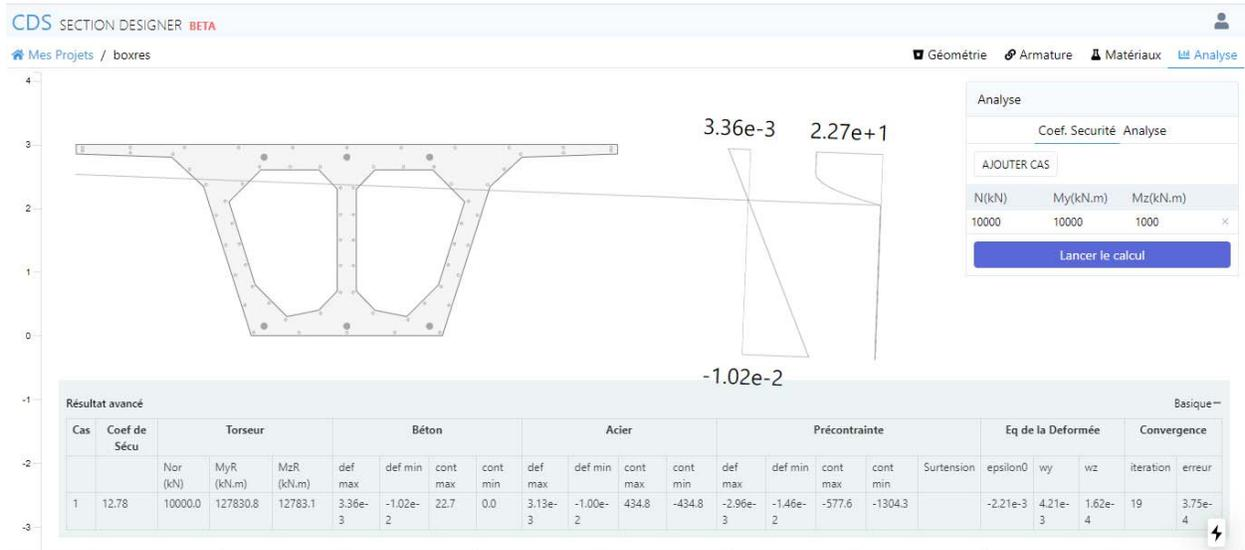 CDS SECTION DESIGNER BETA
Mes Projets / boxres
Géométrie Armature Matériaux Analyse
4
3
2
1
0
-1
-2
-3
3.36e-3 2.27e+1
-1.02e-2
Analyse
Coef. Securité Analyse
AJOUTER CAS
N(kN) My(kN.m) Mz(kN.m)
10000 10000 1000 ×
Lancer le calcul
Résultat avancé Basique−
Cas Coef de Sécu Torseur Béton Acier Précontrainte Eq de la Deformée Convergence
Nor (kN) MyR (kN.m) MzR (kN.m) def max def min cont max cont min def max def min cont max cont min def max def min cont max cont min Surtension epsilon0 wy wz iteration erreur
1 12.78 10000.0 127830.8 12783.1 3.36e-3 -1.02e-2 22.7 0.0 3.13e-3 -1.00e-2 434.8 -434.8 -2.96e-3 -1.46e-2 -577.6 -1304.3 -2.21e-3 4.21e-3 1.62e-4 19 3.75e-4